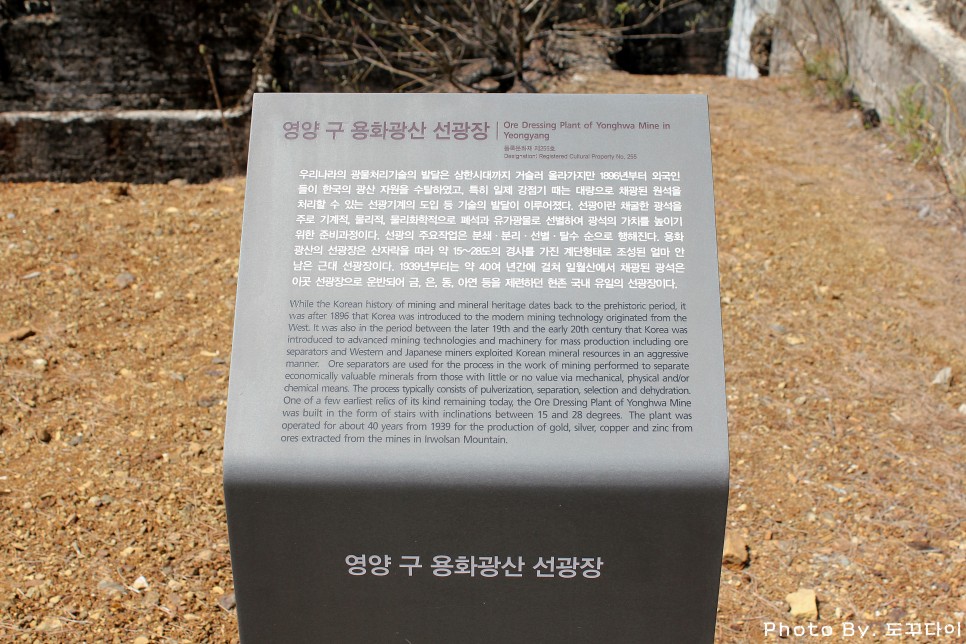 영양 구 용화광산 선광장
Ore Dressing Plant of Yonghwa Mine in
Yeongyang
등록문화재 제255호
Designation: Registered Cultural Property No. 255
우리나라의 광물처리기술의 발달은 삼한시대까지 거슬러 올라가지만 1896년부터 외국인
들이 한국의 광산 자원을 수탈하였고, 특히 일제 강점기 때는 대량으로 채광된 원석을
처리할 수 있는 선광기계의 도입 등 기술의 발달이 이루어졌다. 선광이란 채굴한 광석을
주로 기계적, 물리적, 물리화학적으로 폐석과 유가광물로 선별하여 광석의 가치를 높이기
위한 준비과정이다. 선광의 주요작업은 분쇄 · 분리 · 선별 · 탈수 순으로 행해진다. 용화
광산의 선광장은 산자락을 따라 약 15~28도의 경사를 가진 계단형태로 조성된 얼마 안
남은 근대 선광장이다. 1939년부터는 약 40여 년간에 걸쳐 일월산에서 채광된 광석은
이곳 선광장으로 운반되어 금, 은, 동, 아연 등을 제련하던 현존 국내 유일의 선광장이다.
While the Korean history of mining and mineral heritage dates back to the prehistoric period, it
was after 1896 that Korea was introduced to the modern mining technology originated from the
West. It was also in the period between the later 19th and the early 20th century that Korea was
introduced to advanced mining technologies and machinery for mass production including ore
separators and Western and Japanese miners exploited Korean mineral resources in an aggressive
manner. Ore separators are used for the process in the work of mining performed to separate
economically valuable minerals from those with little or no value via mechanical, physical and/or
chemical means. The process typically consists of pulverization, separation, selection and dehydration.
One of a few earliest relics of its kind remaining today, the Ore Dressing Plant of Yonghwa Mine
was built in the form of stairs with inclinations between 15 and 28 degrees. The plant was
operated for about 40 years from 1939 for the production of gold, silver, copper and zinc from
ores extracted from the mines in Irwolsan Mountain.
영양 구 용화광산 선광장
Photo By. 도꾸다이